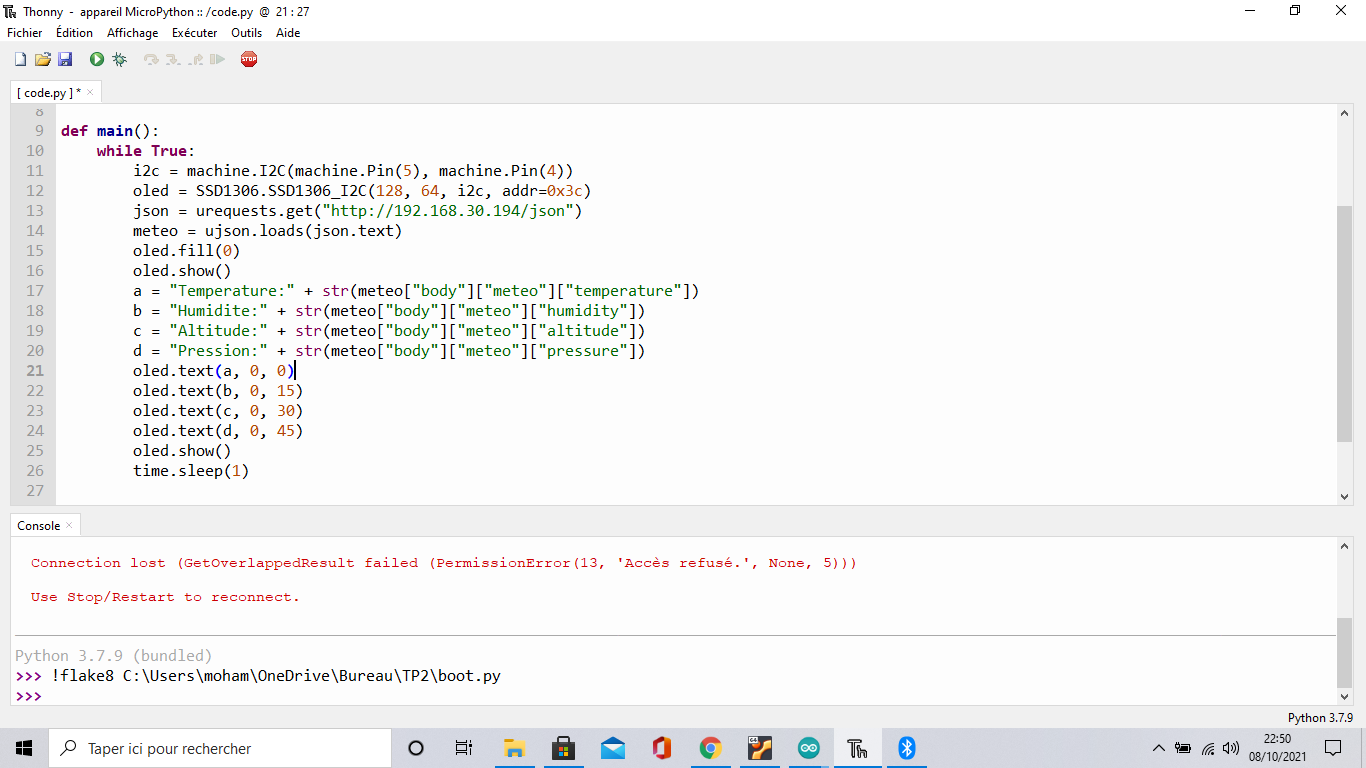 Thonny - appareil MicroPython :: /code.py @ 21 : 27
Fichier Édition Affichage Exécuter Outils Aide
STOP
[ code.py ] *
8
9 def main():
10 while True:
11 i2c = machine.I2C(machine.Pin(5), machine.Pin(4))
12 oled = SSD1306.SSD1306_I2C(128, 64, i2c, addr=0x3c)
13 json = urequests.get("http://192.168.30.194/json")
14 meteo = ujson.loads(json.text)
15 oled.fill(0)
16 oled.show()
17 a = "Temperature:" + str(meteo["body"]["meteo"]["temperature"])
18 b = "Humidite:" + str(meteo["body"]["meteo"]["humidity"])
19 c = "Altitude:" + str(meteo["body"]["meteo"]["altitude"])
20 d = "Pression:" + str(meteo["body"]["meteo"]["pressure"])
21 oled.text(a, 0, 0)
22 oled.text(b, 0, 15)
23 oled.text(c, 0, 30)
24 oled.text(d, 0, 45)
25 oled.show()
26 time.sleep(1)
27
Console
Connection lost (GetOverlappedResult failed (PermissionError(13, 'Accès refusé.', None, 5)))
Use Stop/Restart to reconnect.
Python 3.7.9 (bundled)
>>> !flake8 C:\Users\moham\OneDrive\Bureau\TP2\boot.py
>>>
Python 3.7.9
Taper ici pour rechercher
22:50
08/10/2021